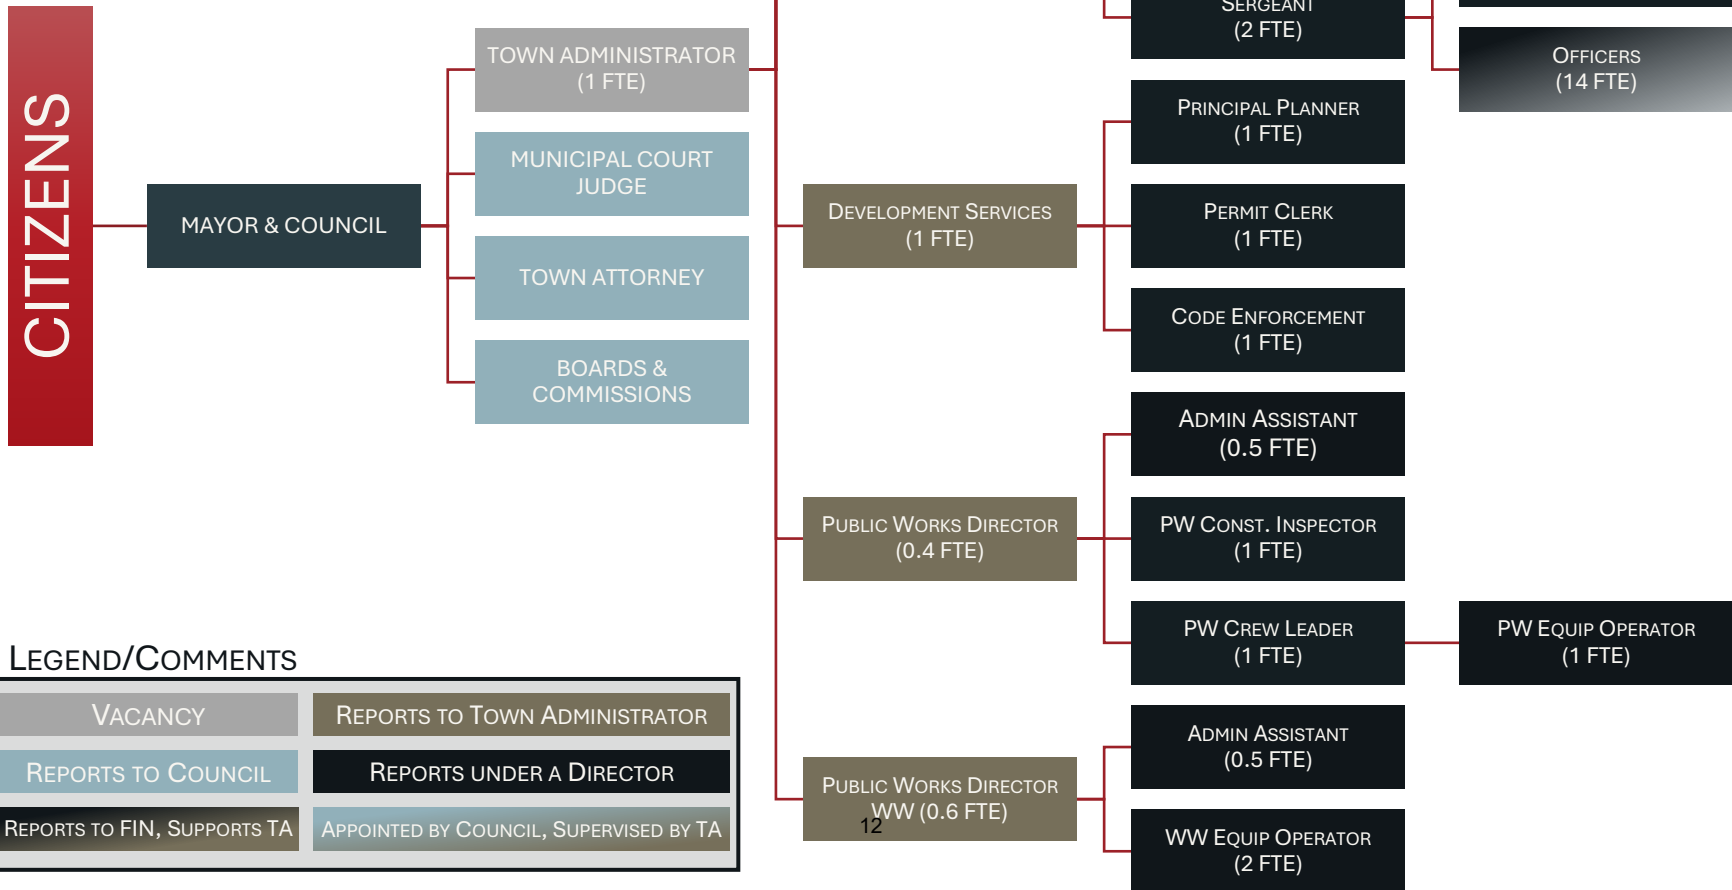 CITIZENS
MAYOR & COUNCIL
TOWN ADMINISTRATOR
(1 FTE)
MUNICIPAL COURT
JUDGE
TOWN ATTORNEY
BOARDS &
COMMISSIONS
SERGEANT
(2 FTE)
OFFICERS
(14 FTE)
DEVELOPMENT SERVICES
(1 FTE)
PRINCIPAL PLANNER
(1 FTE)
PERMIT CLERK
(1 FTE)
CODE ENFORCEMENT
(1 FTE)
PUBLIC WORKS DIRECTOR
(0.4 FTE)
ADMIN ASSISTANT
(0.5 FTE)
PW CONST. INSPECTOR
(1 FTE)
PW CREW LEADER
(1 FTE)
PW EQUIP OPERATOR
(1 FTE)
PUBLIC WORKS DIRECTOR
WW (0.6 FTE)
12
ADMIN ASSISTANT
(0.5 FTE)
WW EQUIP OPERATOR
(2 FTE)
LEGEND/COMMENTS
VACANCY
REPORTS TO TOWN ADMINISTRATOR
REPORTS TO COUNCIL
REPORTS UNDER A DIRECTOR
REPORTS TO FIN, SUPPORTS TA
APPOINTED BY COUNCIL, SUPERVISED BY TA